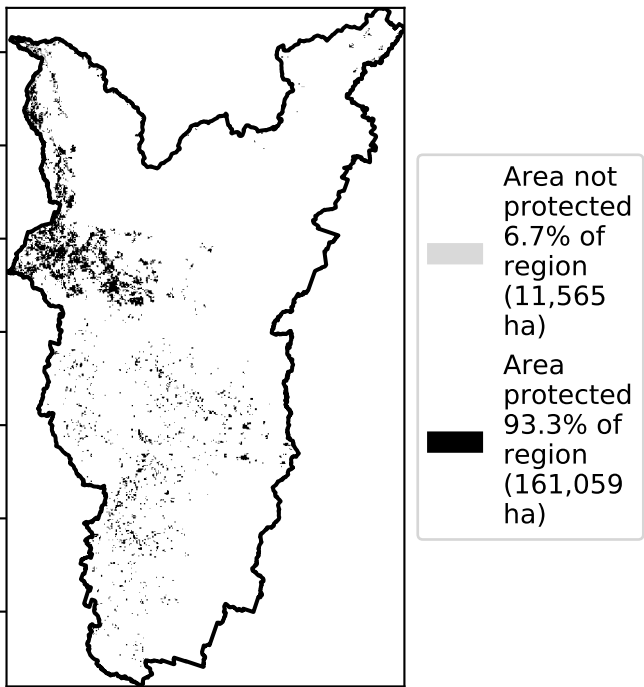 Area not
protected
6.7% of
region
(11,565
ha)
Area
protected
93.3% of
region
(161,059
ha)